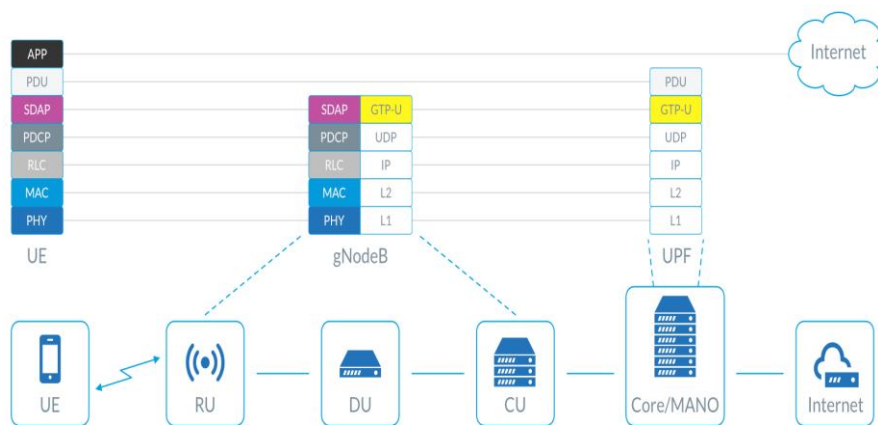 APP
Internet
PDU
PDU
SDAP
SDAP GTP-U
GTP-U
PDCP
PDCP UDP
UDP
RLC
RLC IP
IP
MAC
MAC L2
L2
PHY
PHY L1
L1
UE
gNodeB
UPF
UE
RU
DU
CU
Core/MANO
Internet